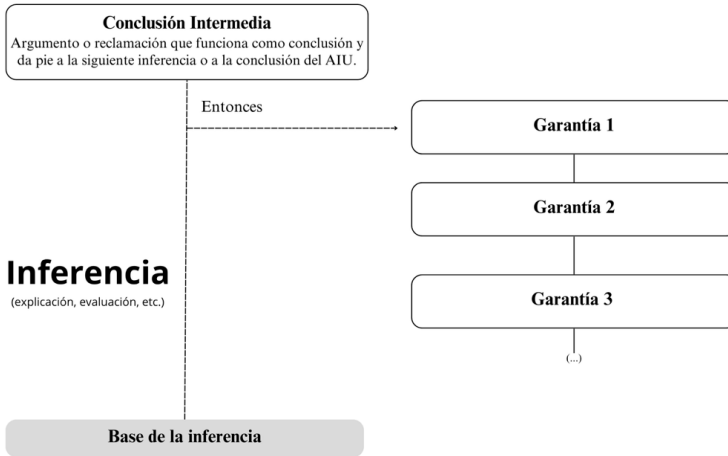 Conclusión Intermedia
Argumento o reclamación que funciona como conclusión y
da pie a la siguiente inferencia o a la conclusión del AIU.
Entonces
Garantía 1
Garantía 2
Garantía 3
(...)
Inferencia
(explicación, evaluación, etc.)
Base de la inferencia